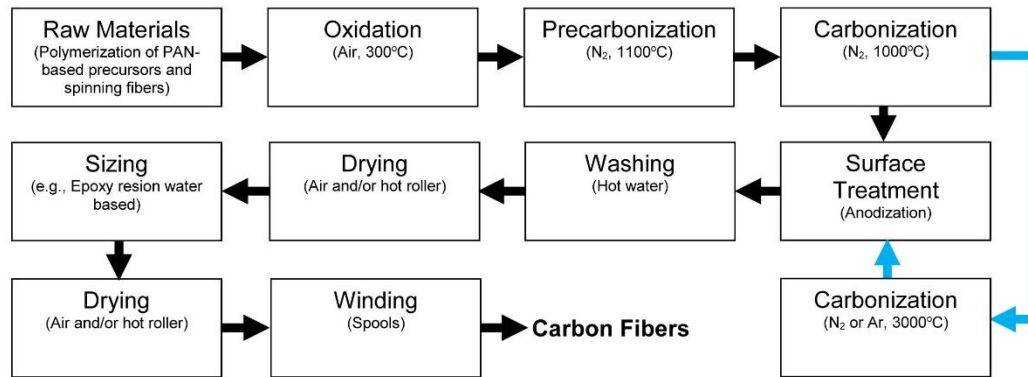 Raw Materials
(Polymerization of PAN-
based precursors and
spinning fibers)
Oxidation
(Air, 300ºC)
Precarbonization
(N₂, 1100ºC)
Carbonization
(N₂, 1000ºC)
Surface
Treatment
(Anodization)
Washing
(Hot water)
Drying
(Air and/or hot roller)
Sizing
(e.g., Epoxy resion water
based)
Drying
(Air and/or hot roller)
Winding
(Spools)
Carbon Fibers
Carbonization
(N₂ or Ar, 3000ºC)